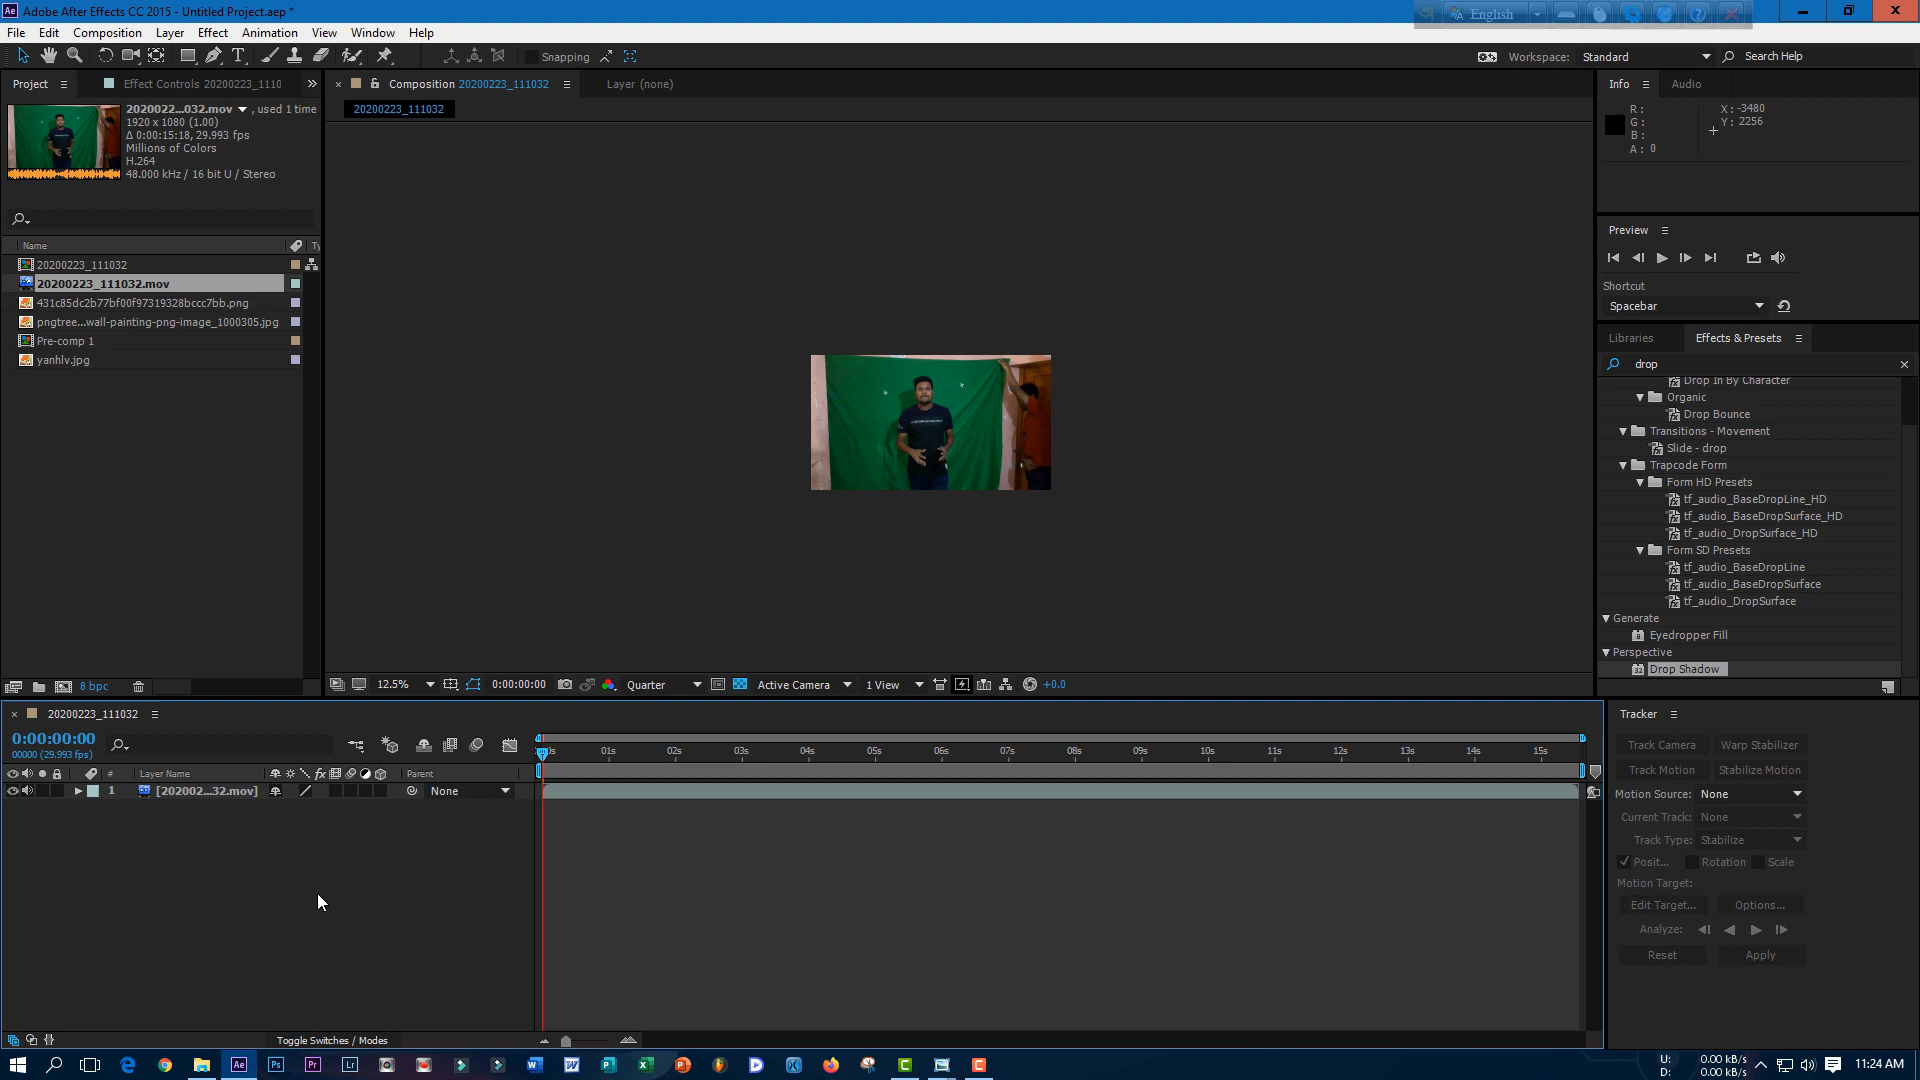 Adobe After Effects CC 2015 - Untitled Project.aep *
English
File Edit Composition Layer Effect Animation View Window Help
Snapping
Workspace: Standard
Search Help
Project
Effect Controls 20200223_1110
Composition 20200223_111032
Layer (none)
Info
Audio
20200223_111032
2020022...032.mov , used 1 time
1920 x 1080 (1.00)
Δ 0:00:15:18, 29.993 fps
Millions of Colors
H.264
48.000 kHz / 16 bit U / Stereo
R :
G :
B :
A : 0
X : -3480
Y : 2256
Name
Ty
20200223_111032
20200223_111032.mov
431c85dc2b77bf00f97319328bccc7bb.png
pngtree...wall-painting-png-image_1000305.jpg
Pre-comp 1
yanhlv.jpg
8 bpc
12.5%
0:00:00:00
Quarter
Active Camera
1 View
+0.0
Preview
Shortcut
Spacebar
Libraries
Effects & Presets
drop
Drop In By Character
Organic
Drop Bounce
Transitions - Movement
Slide - drop
Trapcode Form
Form HD Presets
tf_audio_BaseDropLine_HD
tf_audio_BaseDropSurface_HD
tf_audio_DropSurface_HD
Form SD Presets
tf_audio_BaseDropLine
tf_audio_BaseDropSurface
tf_audio_DropSurface
Generate
Eyedropper Fill
Perspective
Drop Shadow
20200223_111032
0:00:00:00
00000 (29.993 fps)
# Layer Name
Parent
1 [202002...32.mov]
None
01s 02s 03s 04s 05s 06s 07s 08s 09s 10s 11s 12s 13s 14s 15s
Toggle Switches / Modes
Tracker
Track Camera
Warp Stabilizer
Track Motion
Stabilize Motion
Motion Source: None
Current Track: None
Track Type: Stabilize
Posit...
Rotation
Scale
Motion Target:
Edit Target...
Options...
Analyze:
Reset
Apply
U: 0.00 kB/s
D: 0.00 kB/s
11:24 AM